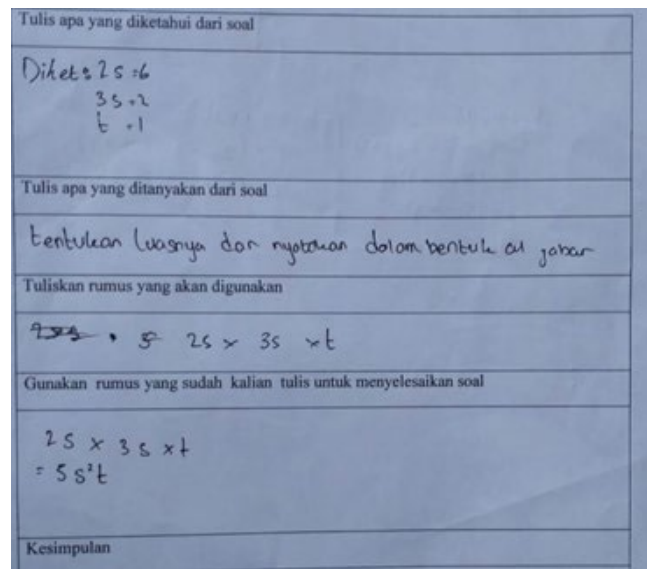 Tulis apa yang diketahui dari soal
Diket : 2s = 6
3s = 2
t = 1
Tulis apa yang ditanyakan dari soal
tentukan luasnya dan nyatakan dalam bentuk al jabar
Tuliskan rumus yang akan digunakan
2s × 3s × t
Gunakan rumus yang sudah kalian tulis untuk menyelesaikan soal
2s × 3s × t
= 5s²t
Kesimpulan